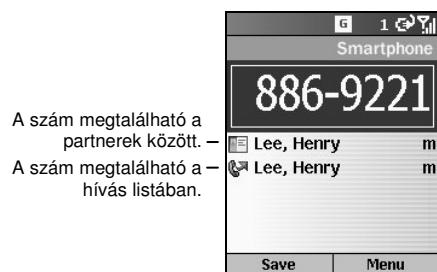 G 1
Smartphone
886-9221
A szám megtalálható a
partnerek között.
Lee, Henry m
A szám megtalálható a
hívás listában.
Lee, Henry m
Save Menu